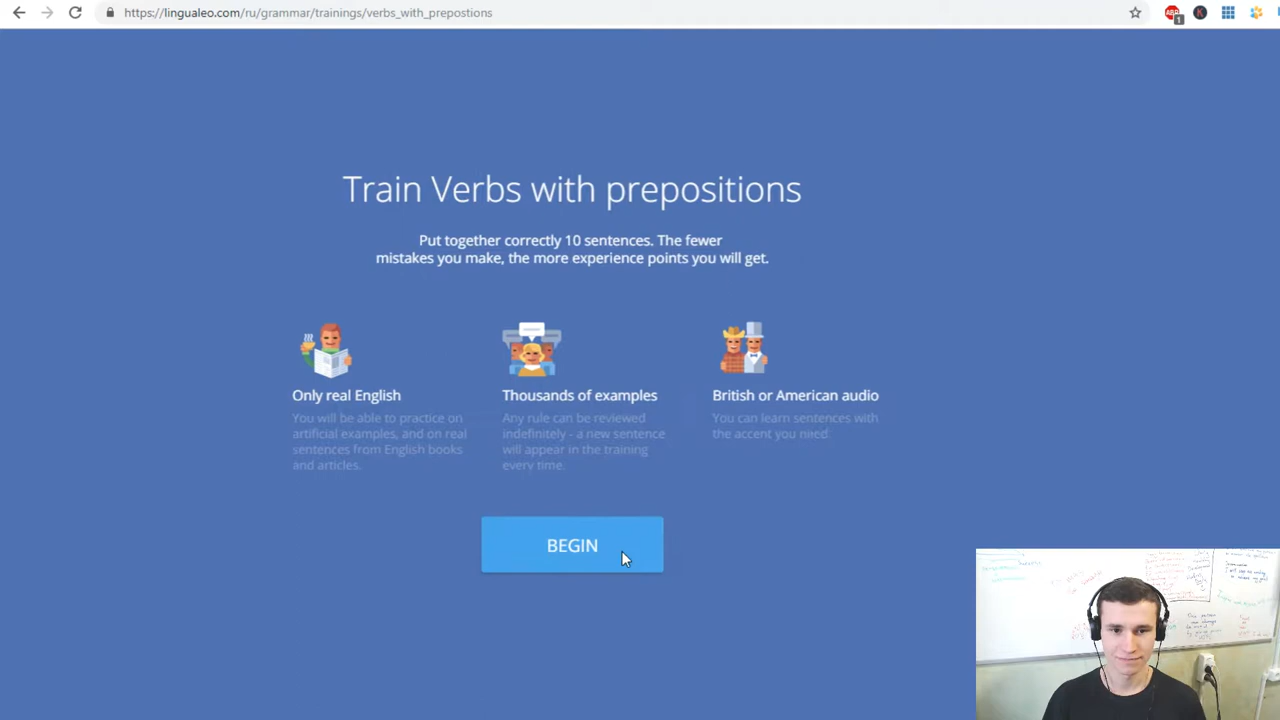 https://lingualeo.com/ru/grammar/trainings/verbs_with_prepostions
ABP
1
K
Train Verbs with prepositions
Put together correctly 10 sentences. The fewer
mistakes you make, the more experience points you will get.
Only real English
You will be able to practice on
artificial examples, and on real
sentences from English books
and articles.
Thousands of examples
Any rule can be reviewed
indefinitely - a new sentence
will appear in the training
every time.
British or American audio
You can learn sentences with
the accent you need.
BEGIN